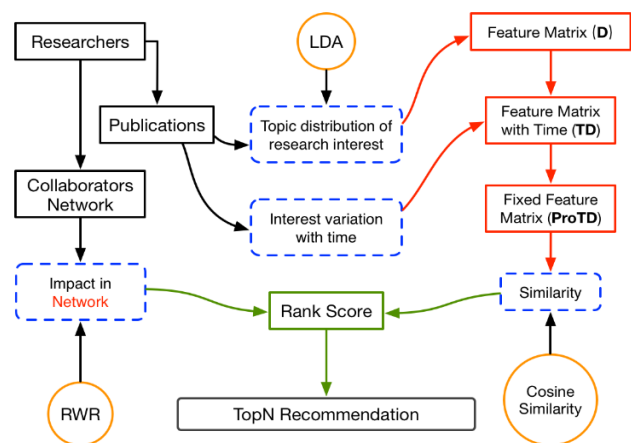 Researchers
LDA
Feature Matrix (D)
Publications
Topic distribution of
research interest
Feature Matrix
with Time (TD)
Collaborators
Network
Interest variation
with time
Fixed Feature
Matrix (ProTD)
Impact in
Network
Rank Score
Similarity
RWR
TopN Recommendation
Cosine
Similarity